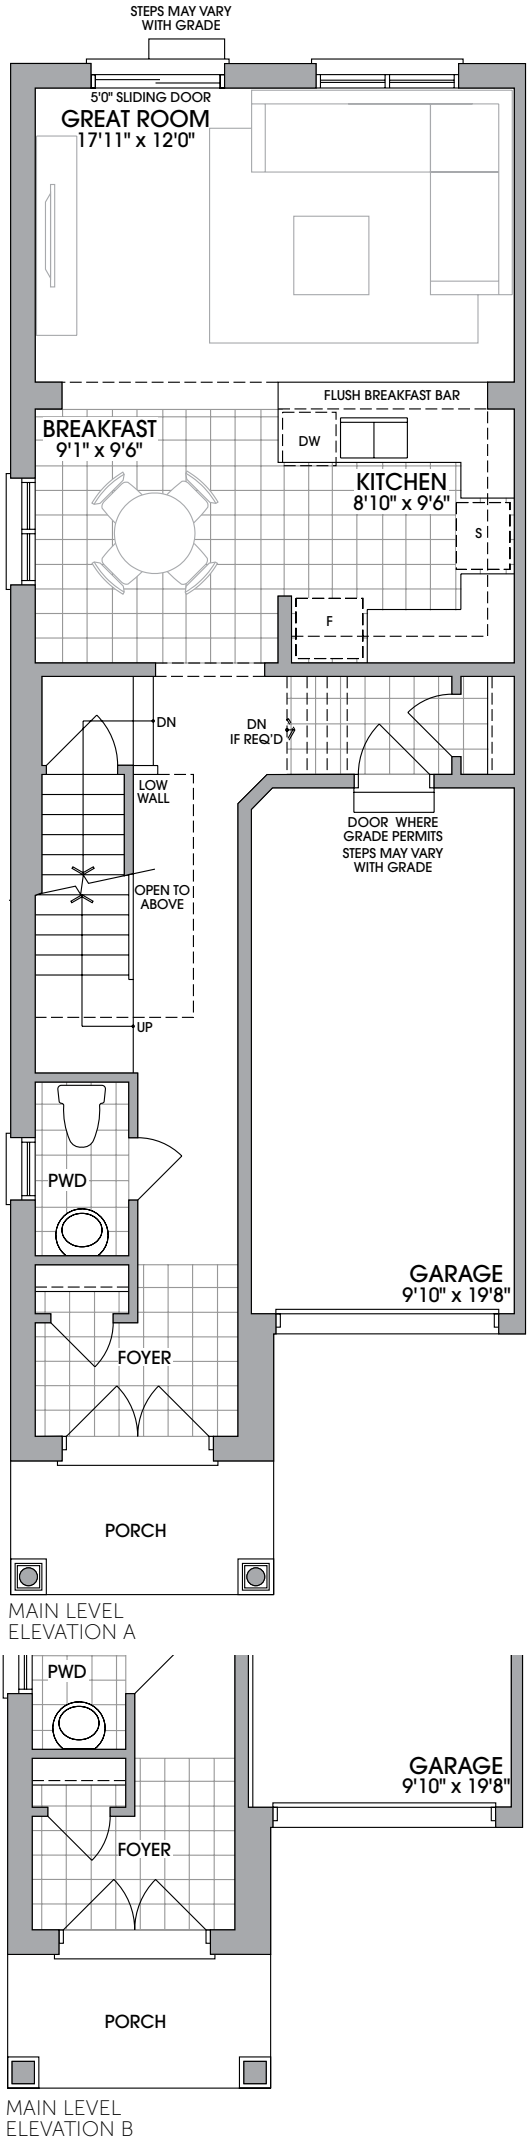 STEPS MAY VARY
WITH GRADE
5'0" SLIDING DOOR
GREAT ROOM
17'11" x 12'0"
FLUSH BREAKFAST BAR
BREAKFAST
9'1" x 9'6"
DW
KITCHEN
8'10" x 9'6"
S
F
DN
DN
IF REQ'D
LOW
WALL
DOOR WHERE
GRADE PERMITS
STEPS MAY VARY
WITH GRADE
OPEN TO
ABOVE
UP
PWD
GARAGE
9'10" x 19'8"
FOYER
PORCH
MAIN LEVEL
ELEVATION A
PWD
GARAGE
9'10" x 19'8"
FOYER
PORCH
MAIN LEVEL
ELEVATION B